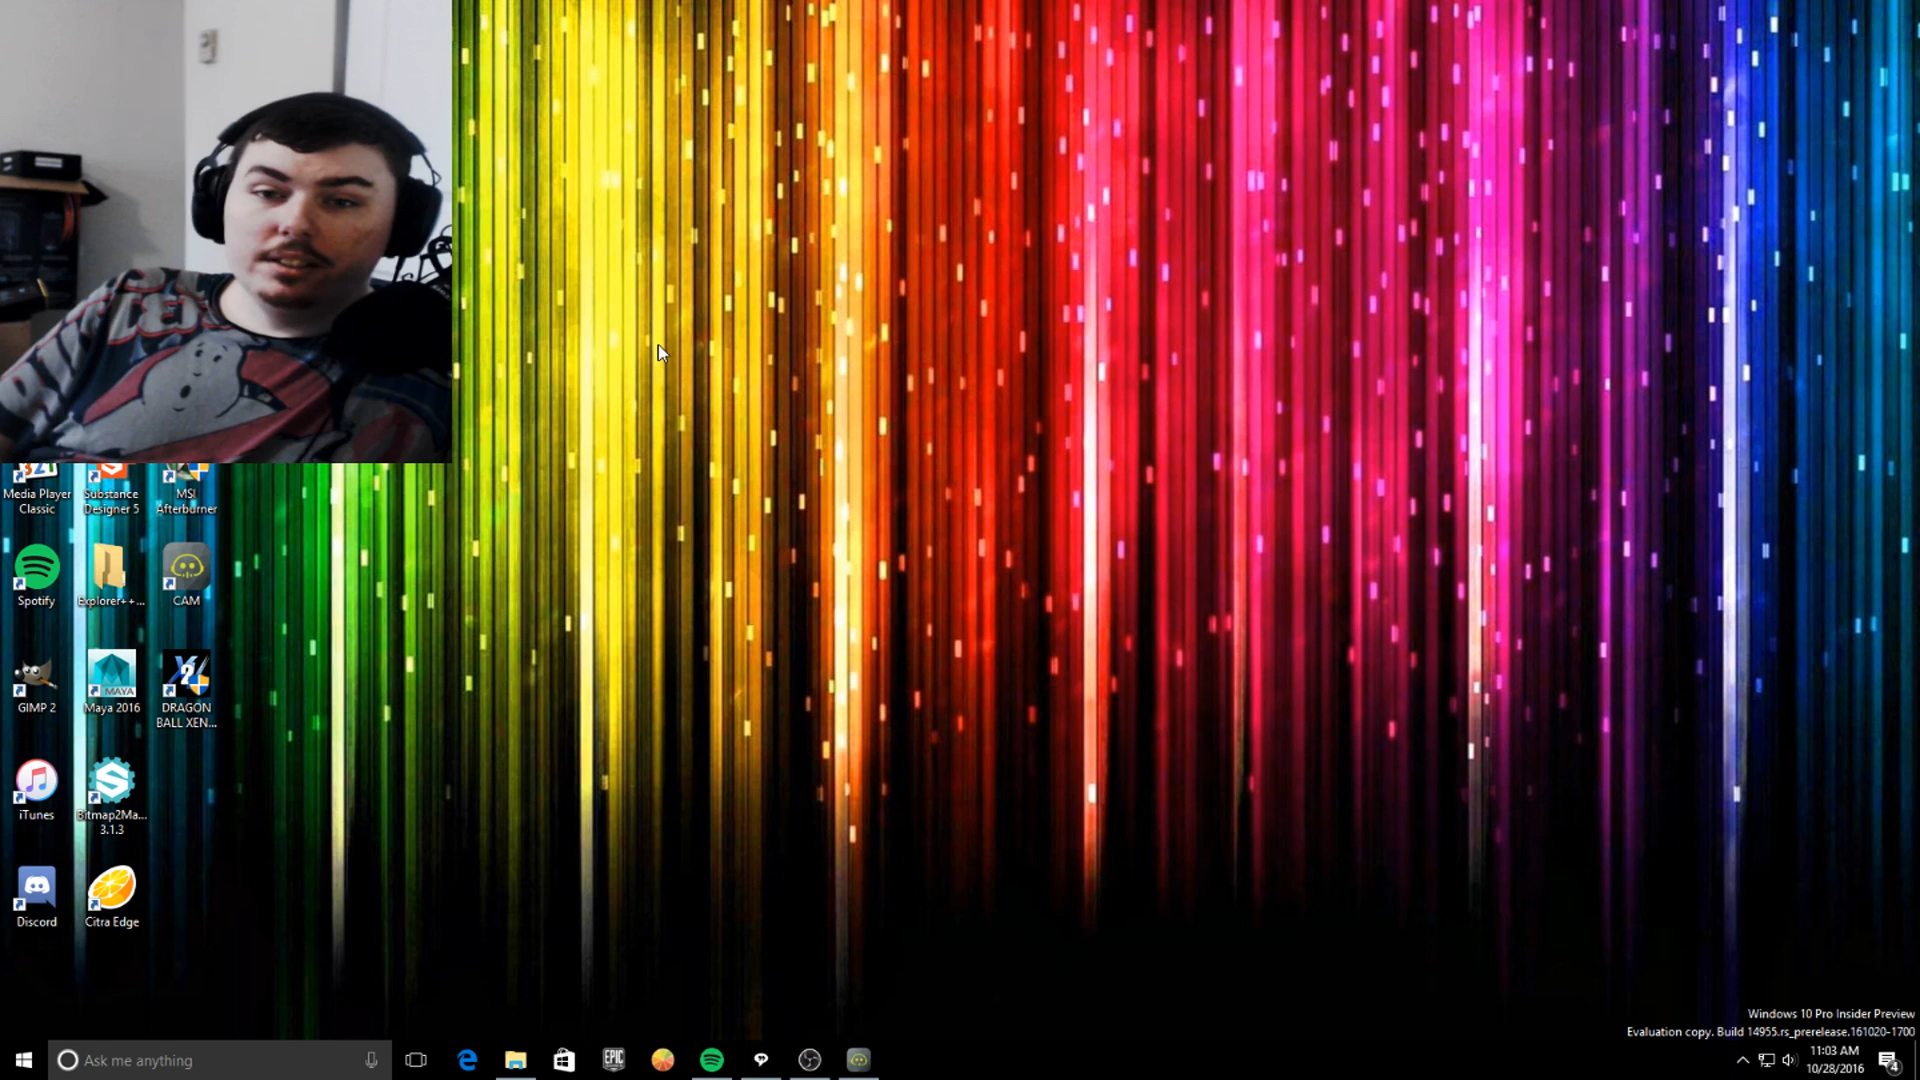 Media Player
Classic
Substance
Designer 5
MSI
Afterburner
Spotify
Explorer++...
CAM
GIMP 2
MAYA
Maya 2016
DRAGON
BALL XEN...
iTunes
Bitmap2Ma...
3.1.3
Discord
Citra Edge
Windows 10 Pro Insider Preview
Evaluation copy. Build 14955.rs_prerelease.161020-1700
Ask me anything
EPIC
11:03 AM
10/28/2016
4